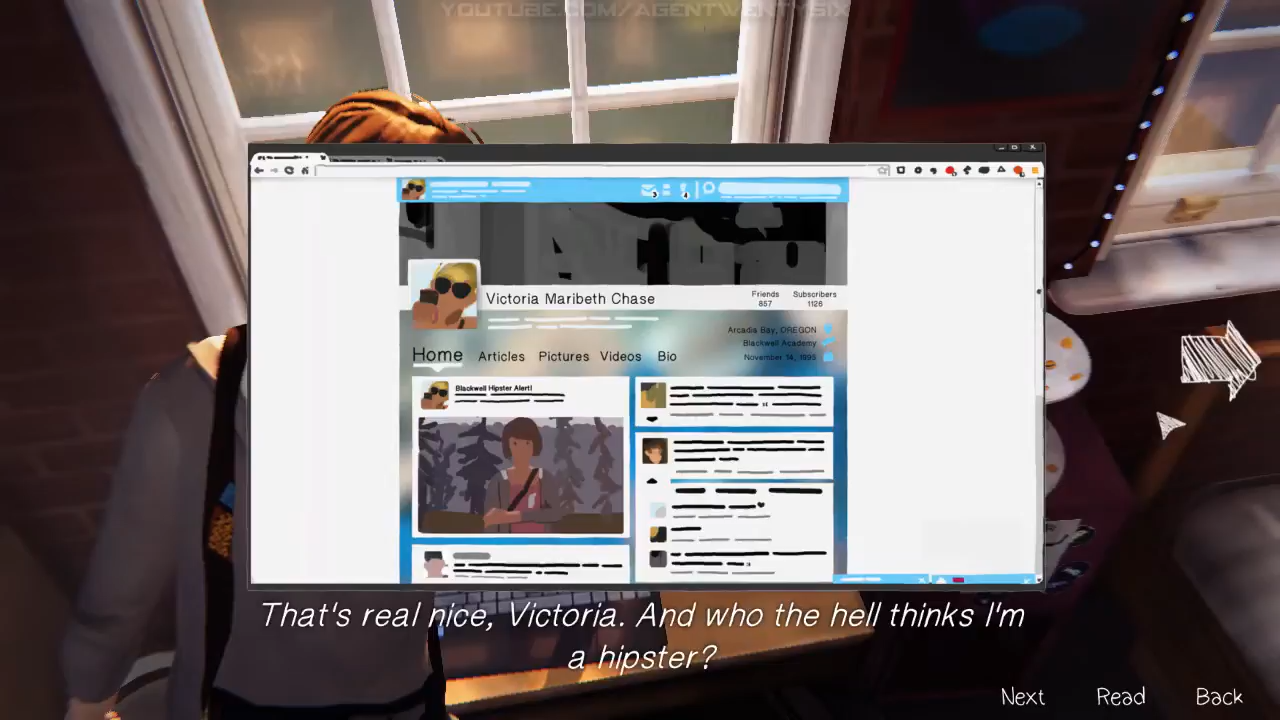 YOUTUBE.COM/AGENTWENTYSIX
Victoria Maribeth Chase
Friends
857
Subscribers
1126
Arcadia Bay, OREGON
Blackwell Academy
November 14, 1995
Home Articles Pictures Videos Bio
Blackwell Hipster Alert!
That's real nice, Victoria. And who the hell thinks I'm
a hipster?
Next Read Back